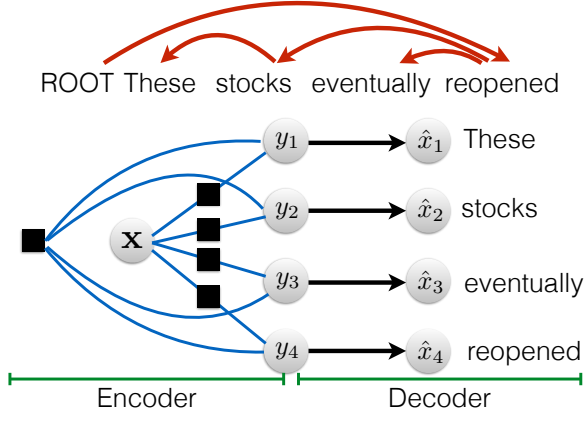 ROOT These stocks eventually reopened
y₁ x̂₁ These
y₂ x̂₂ stocks
x
y₃ x̂₃ eventually
y₄ x̂₄ reopened
Encoder Decoder